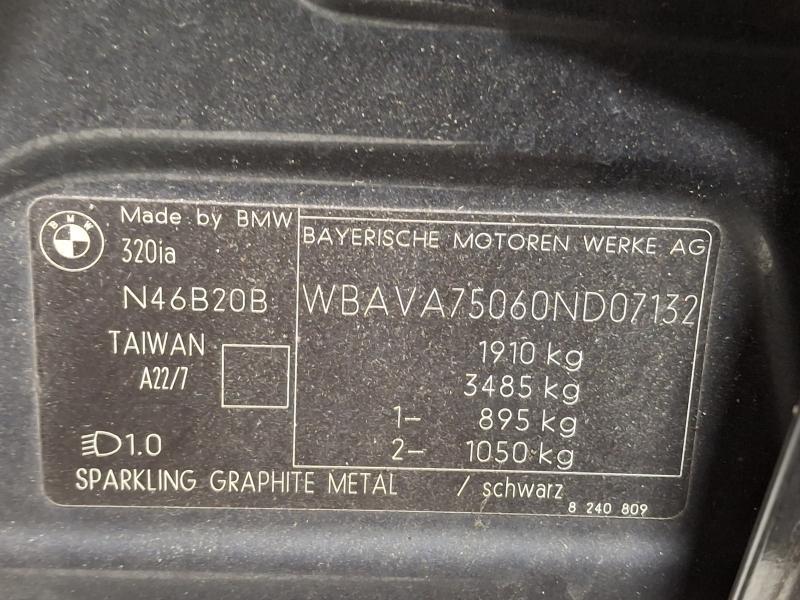 BMW
Made by BMW
320ia
N46B20B
TAIWAN
A22/7
1.0
BAYERISCHE MOTOREN WERKE AG
WBAVA75060ND07132
1910 kg
3485 kg
1- 895 kg
2- 1050 kg
SPARKLING GRAPHITE METAL / schwarz
8 240 809